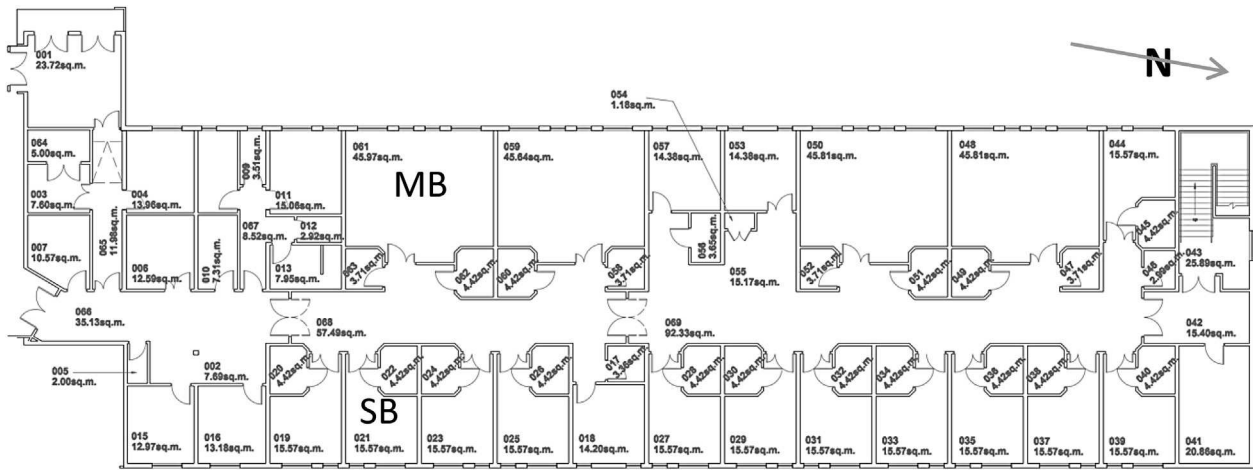 001
23.72sq.m.
N
054
1.18sq.m.
064
5.00sq.m.
003
7.60sq.m.
004
13.96sq.m.
009
3.51sq.m.
011
15.06sq.m.
061
45.97sq.m.
MB
059
45.64sq.m.
057
14.38sq.m.
053
14.38sq.m.
050
45.81sq.m.
048
45.81sq.m.
044
15.57sq.m.
007
10.57sq.m.
065
11.98sq.m.
006
12.59sq.m.
010
7.31sq.m.
067
8.52sq.m.
012
2.92sq.m.
013
7.95sq.m.
063
3.71sq.m.
062
4.42sq.m.
060
4.42sq.m.
058
3.71sq.m.
056
3.65sq.m.
055
15.17sq.m.
052
3.71sq.m.
051
4.42sq.m.
049
4.42sq.m.
047
3.71sq.m.
045
4.42sq.m.
046
2.99sq.m.
043
25.89sq.m.
066
35.13sq.m.
068
57.49sq.m.
069
92.33sq.m.
042
15.40sq.m.
005
2.00sq.m.
002
7.69sq.m.
020
4.42sq.m.
022
4.42sq.m.
024
4.42sq.m.
026
4.42sq.m.
017
3.56sq.m.
028
4.42sq.m.
030
4.42sq.m.
032
4.42sq.m.
034
4.42sq.m.
036
4.42sq.m.
038
4.42sq.m.
040
4.42sq.m.
SB
015
12.97sq.m.
016
13.18sq.m.
019
15.57sq.m.
021
15.57sq.m.
023
15.57sq.m.
025
15.57sq.m.
018
14.20sq.m.
027
15.57sq.m.
029
15.57sq.m.
031
15.57sq.m.
033
15.57sq.m.
035
15.57sq.m.
037
15.57sq.m.
039
15.57sq.m.
041
20.86sq.m.